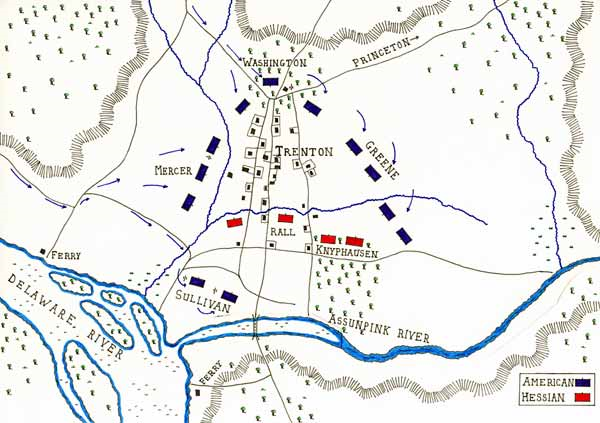 WASHINGTON
PRINCETON
TRENTON
GREENE
MERCER
RALL
KNYPHAUSEN
FERRY
SULLIVAN
DELAWARE RIVER
ASSUNPINK RIVER
FERRY
AMERICAN
HESSIAN